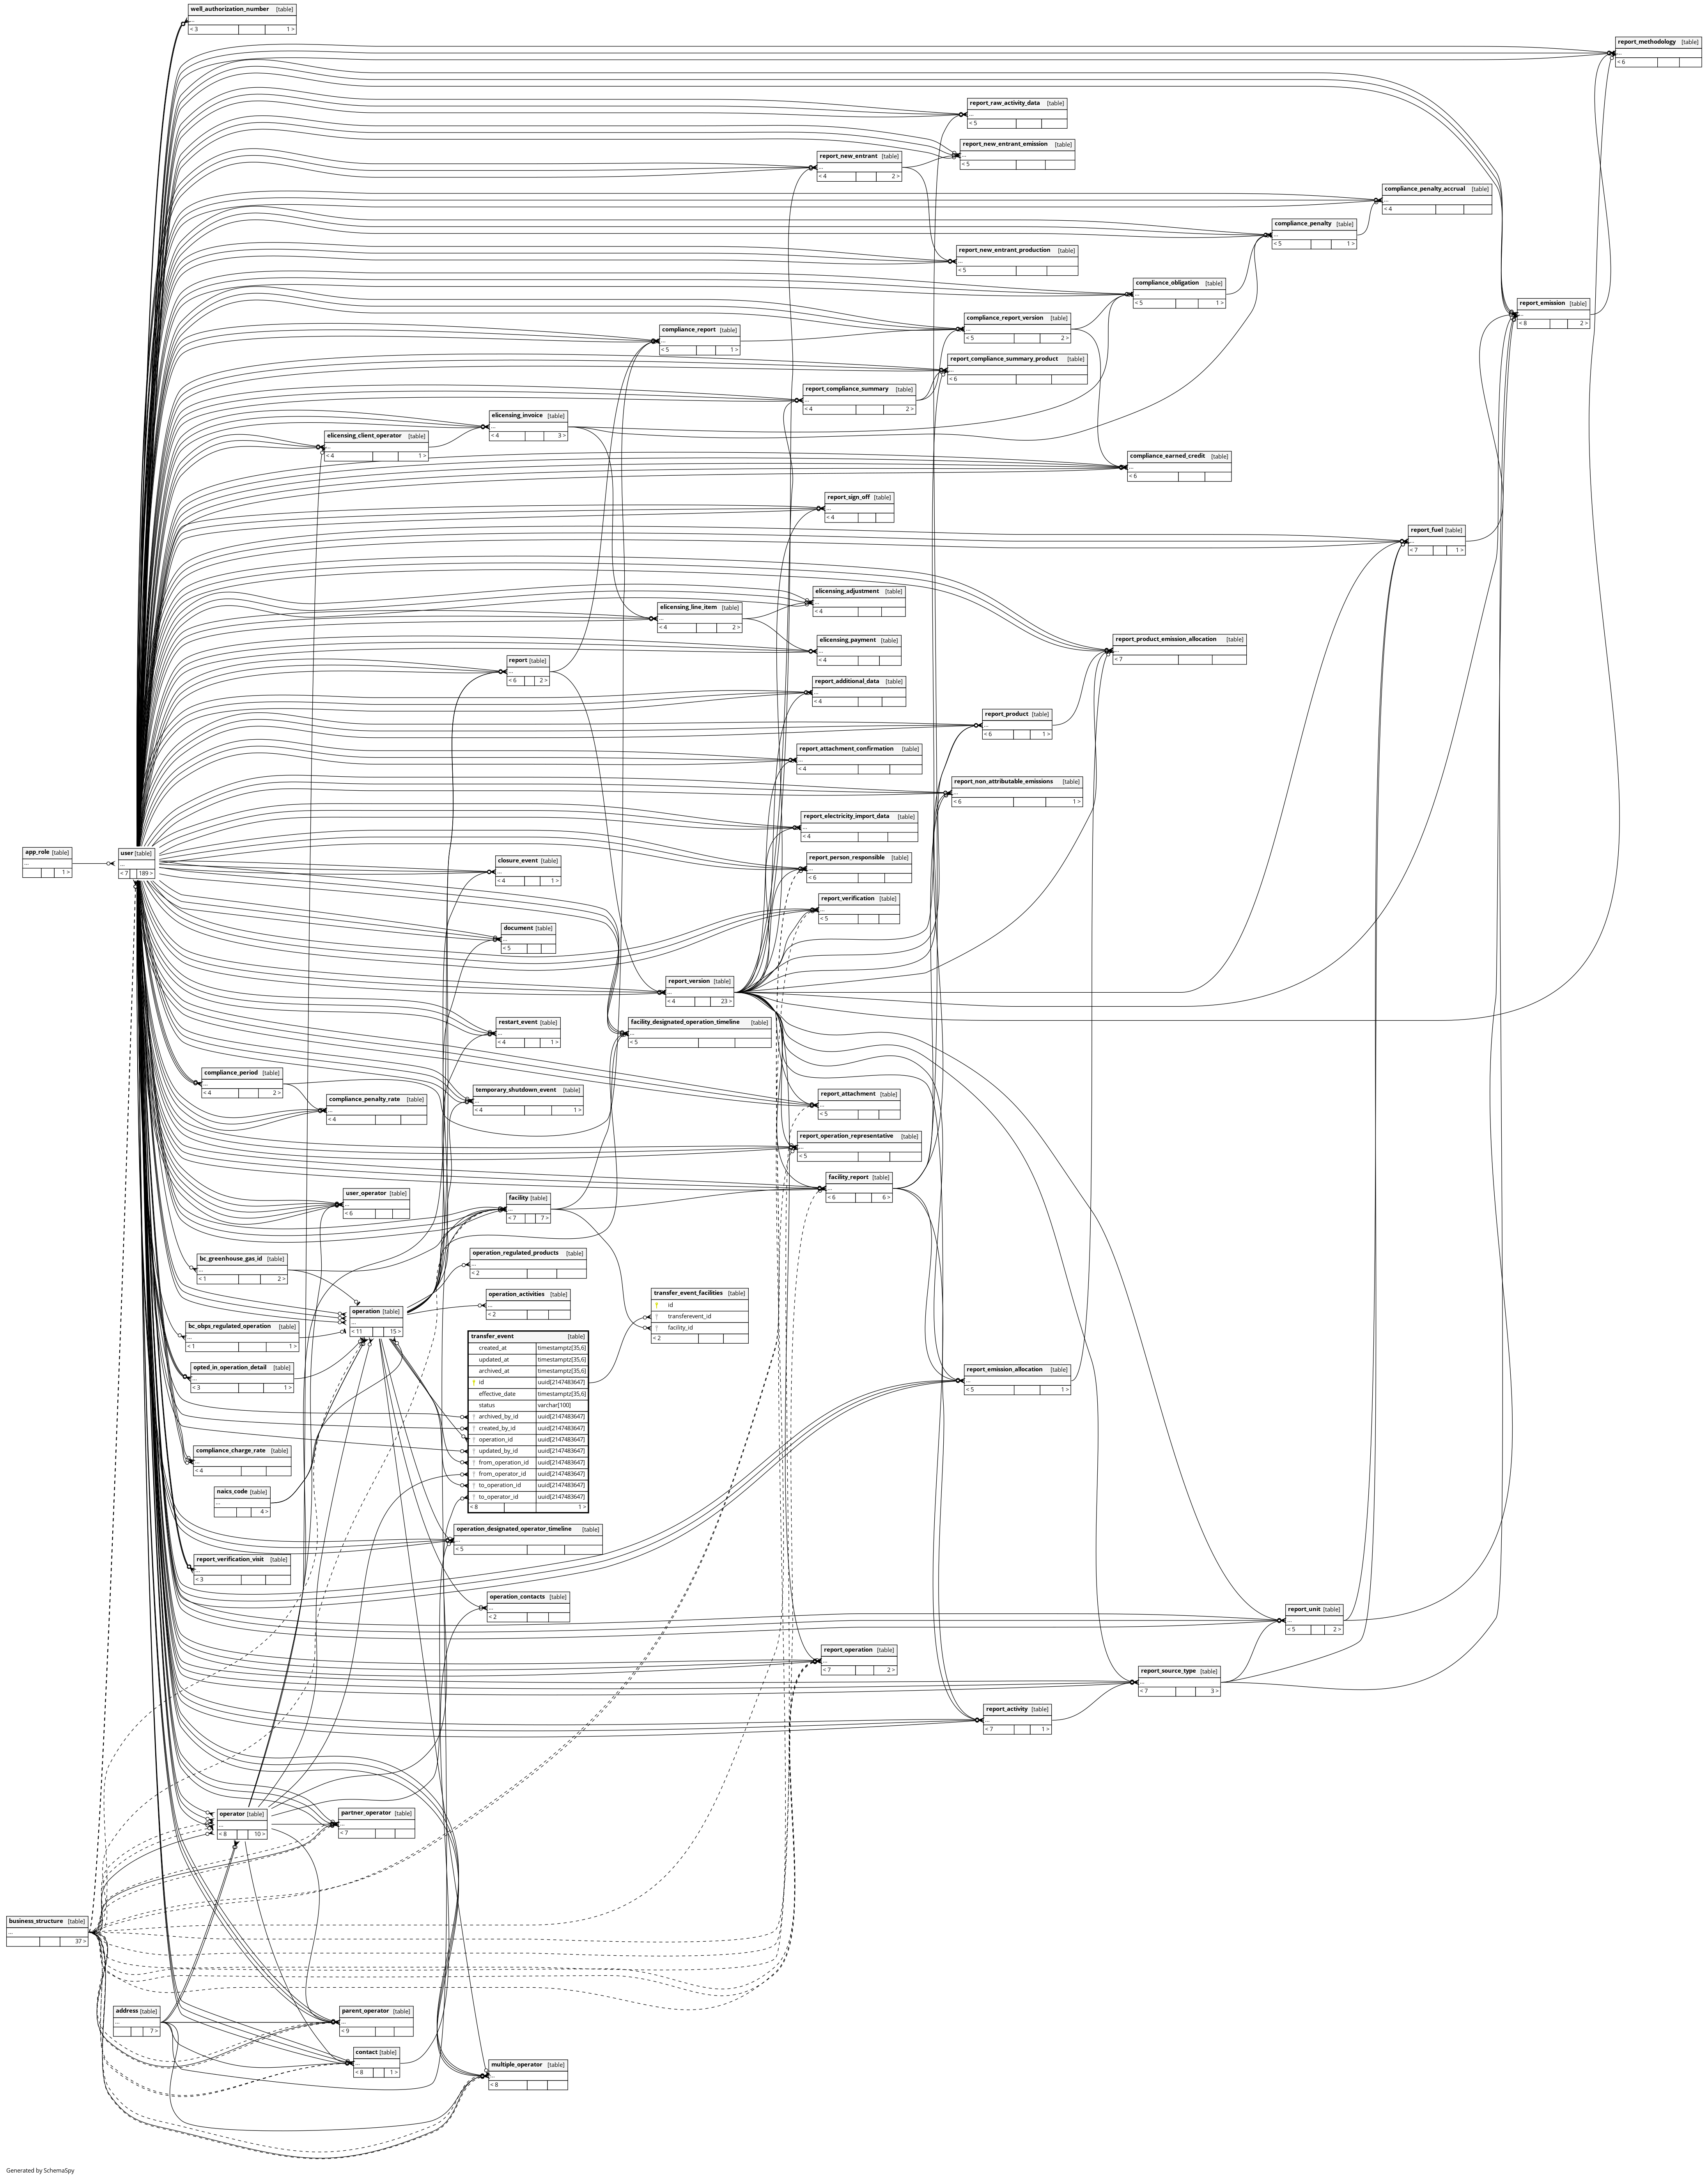 well_authorization_number [table]
...
< 3 1 >
report_methodology [table]
...
< 6
report_raw_activity_data [table]
...
< 5
report_new_entrant_emission [table]
...
< 5
report_new_entrant [table]
...
< 4 2 >
compliance_penalty_accrual [table]
...
< 4
compliance_penalty [table]
...
< 5 1 >
report_new_entrant_production [table]
...
< 5
compliance_obligation [table]
...
< 5 1 >
report_emission [table]
...
< 8 2 >
compliance_report_version [table]
...
< 5 2 >
compliance_report [table]
...
< 5 1 >
report_compliance_summary_product [table]
...
< 6
report_compliance_summary [table]
...
< 4 2 >
elicensing_invoice [table]
...
< 4 3 >
elicensing_client_operator [table]
...
< 4 1 >
compliance_earned_credit [table]
...
< 6
report_sign_off [table]
...
< 4
report_fuel [table]
...
< 7 1 >
elicensing_adjustment [table]
...
< 4
elicensing_line_item [table]
...
< 4 2 >
elicensing_payment [table]
...
< 4
report_product_emission_allocation [table]
...
< 7
report [table]
...
< 6 2 >
report_additional_data [table]
...
< 4
report_product [table]
...
< 6 1 >
report_attachment_confirmation [table]
...
< 4
report_non_attributable_emissions [table]
...
< 6 1 >
report_electricity_import_data [table]
...
< 4
app_role [table]
...
1 >
user [table]
...
< 7 189 >
closure_event [table]
...
< 4 1 >
report_person_responsible [table]
...
< 6
report_verification [table]
...
< 5
document [table]
...
< 5
report_version [table]
...
< 4 23 >
restart_event [table]
...
< 4 1 >
facility_designated_operation_timeline [table]
...
< 5
compliance_period [table]
...
< 4 2 >
temporary_shutdown_event [table]
...
< 4 1 >
compliance_penalty_rate [table]
...
< 4
report_attachment [table]
...
< 5
report_operation_representative [table]
...
< 5
facility_report [table]
...
< 6 6 >
user_operator [table]
...
< 6
facility [table]
...
< 7 7 >
bc_greenhouse_gas_id [table]
...
< 1 2 >
operation_regulated_products [table]
...
< 2
operation_activities [table]
...
< 2
transfer_event_facilities [table]
id
transferevent_id
facility_id
< 2
operation [table]
...
< 11 15 >
bc_obps_regulated_operation [table]
...
< 1 1 >
opted_in_operation_detail [table]
...
< 3 1 >
transfer_event [table]
created_at timestamptz[35,6]
updated_at timestamptz[35,6]
archived_at timestamptz[35,6]
id uuid[2147483647]
effective_date timestamptz[35,6]
status varchar[100]
archived_by_id uuid[2147483647]
created_by_id uuid[2147483647]
operation_id uuid[2147483647]
updated_by_id uuid[2147483647]
from_operation_id uuid[2147483647]
from_operator_id uuid[2147483647]
to_operation_id uuid[2147483647]
to_operator_id uuid[2147483647]
< 8 1 >
report_emission_allocation [table]
...
< 5 1 >
compliance_charge_rate [table]
...
< 4
naics_code [table]
...
4 >
operation_designated_operator_timeline [table]
...
< 5
report_verification_visit [table]
...
< 3
operation_contacts [table]
...
< 2
report_unit [table]
...
< 5 2 >
report_operation [table]
...
< 7 2 >
report_source_type [table]
...
< 7 3 >
report_activity [table]
...
< 7 1 >
operator [table]
...
< 8 10 >
partner_operator [table]
...
< 7
business_structure [table]
...
37 >
address [table]
...
7 >
parent_operator [table]
...
< 9
contact [table]
...
< 8 1 >
multiple_operator [table]
...
< 8
Generated by SchemaSpy